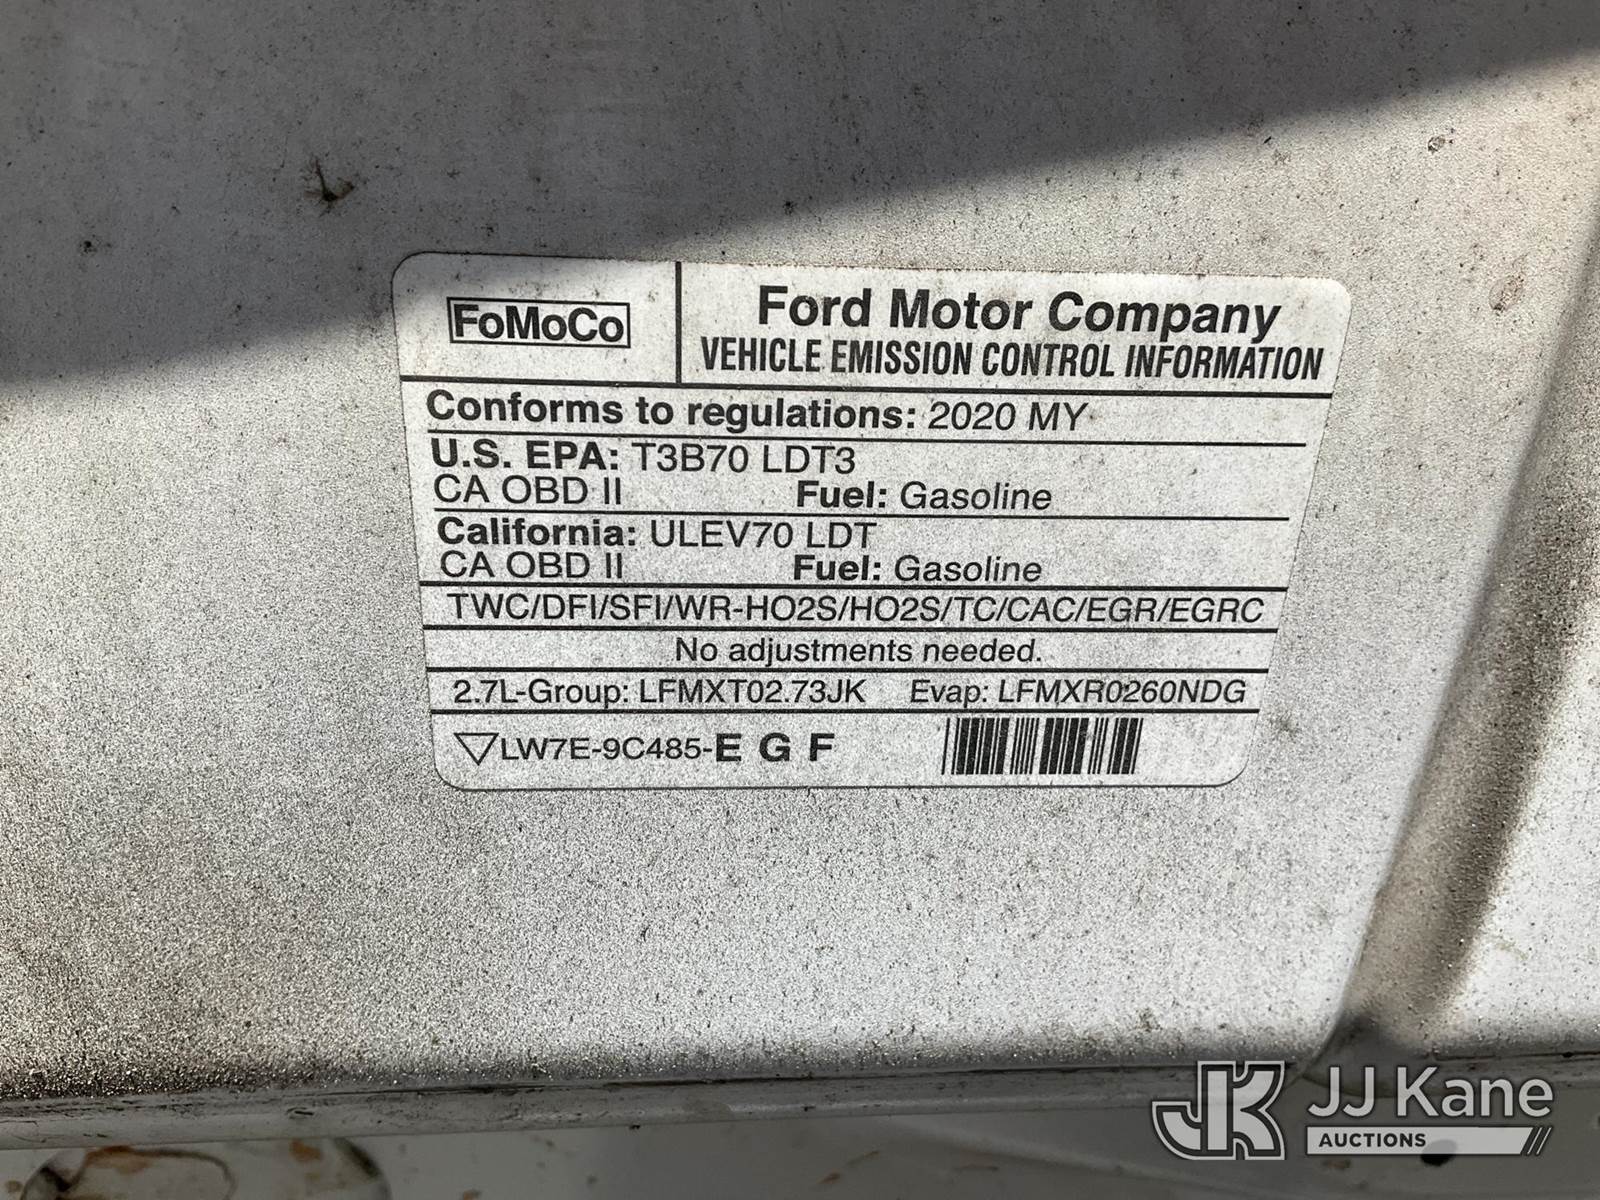 FoMoCo
Ford Motor Company
VEHICLE EMISSION CONTROL INFORMATION
Conforms to regulations: 2020 MY
U.S. EPA: T3B70 LDT3
CA OBD II Fuel: Gasoline
California: ULEV70 LDT
CA OBD II Fuel: Gasoline
TWC/DFI/SFI/WR-HO2S/HO2S/TC/CAC/EGR/EGRC
No adjustments needed.
2.7L-Group: LFMXT02.73JK Evap: LFMXR0260NDG
LW7E-9C485-E G F
JK JJ Kane
AUCTIONS